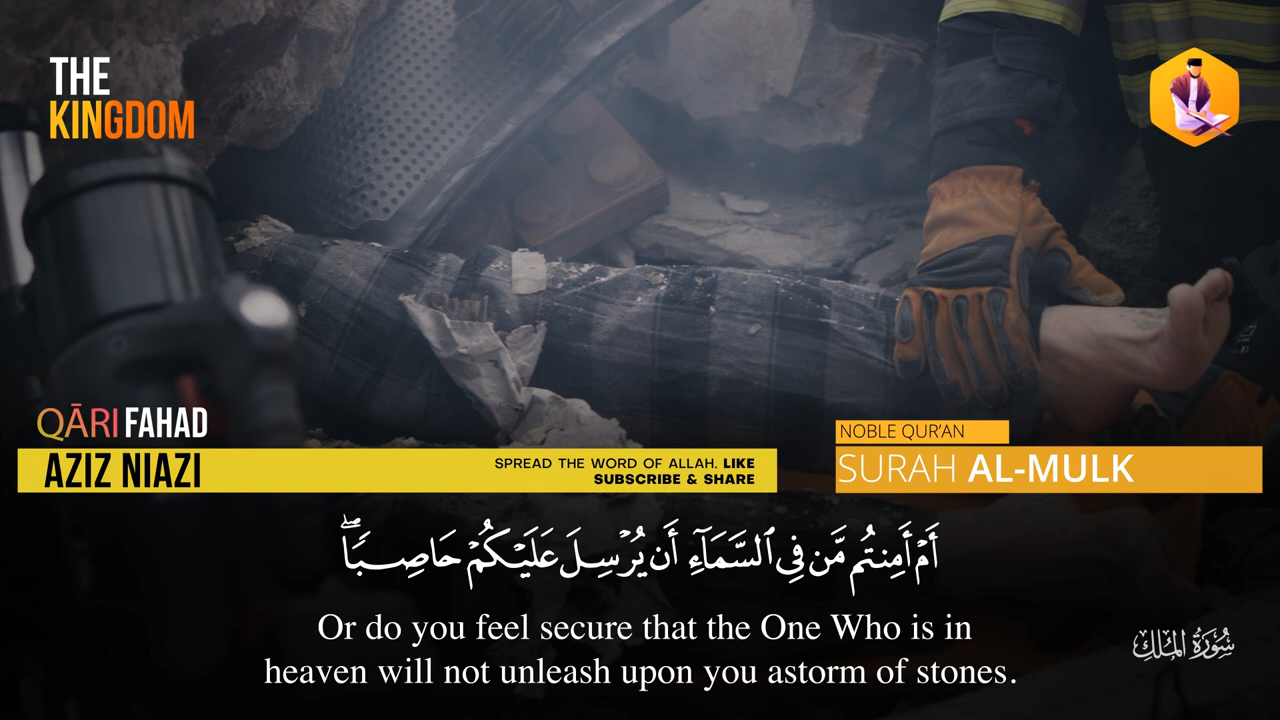 THE
KINGDOM
QĀRI FAHAD
AZIZ NIAZI
SPREAD THE WORD OF ALLAH. LIKE
SUBSCRIBE & SHARE
NOBLE QUR'AN
SURAH AL-MULK
أَمْ أَمِنتُم مَّن فِى ٱلسَّمَآءِ أَن يُرْسِلَ عَلَيْكُمْ حَاصِبًا ۖ
Or do you feel secure that the One Who is in
heaven will not unleash upon you astorm of stones.
سُورَةُ المُلكِ